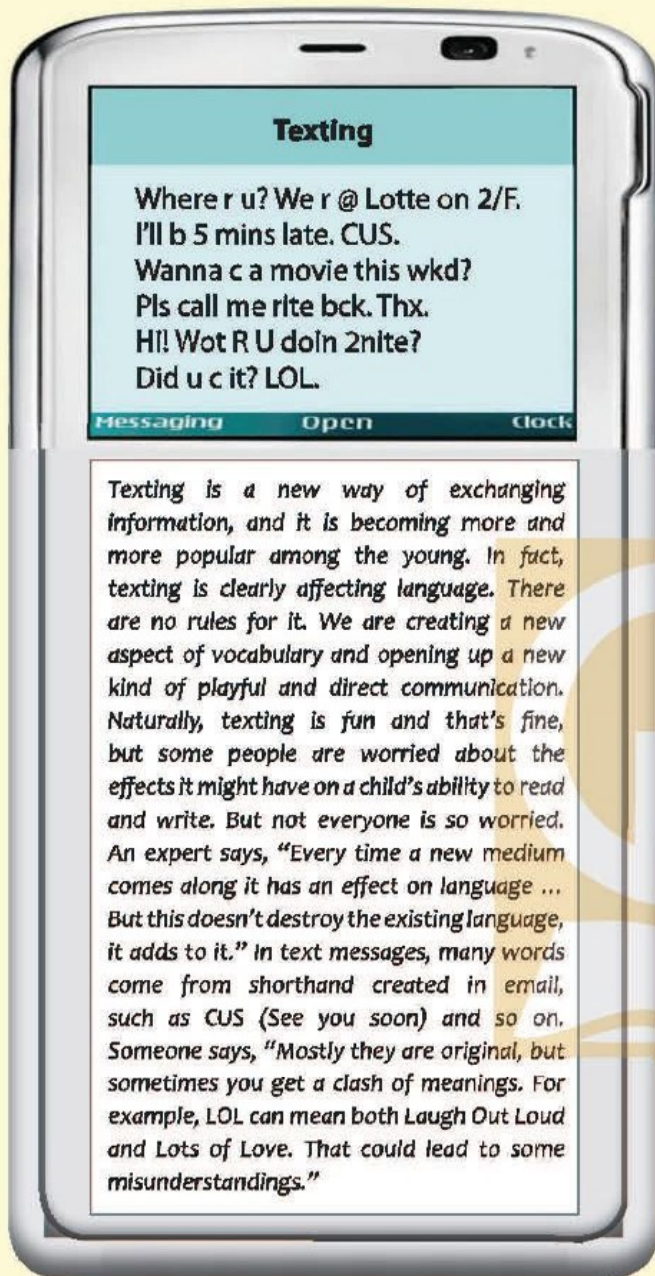 Texting
Where r u? We r @ Lotte on 2/F.
I'll b 5 mins late. CUS.
Wanna c a movie this wkd?
Pls call me rite bck. Thx.
Hi! Wot R U doin 2nite?
Did u c it? LOL.
Messaging Open Clock
Texting is a new way of exchanging
information, and it is becoming more and
more popular among the young. In fact,
texting is clearly affecting language. There
are no rules for it. We are creating a new
aspect of vocabulary and opening up a new
kind of playful and direct communication.
Naturally, texting is fun and that's fine,
but some people are worried about the
effects it might have on a child's ability to read
and write. But not everyone is so worried.
An expert says, "Every time a new medium
comes along it has an effect on language ...
But this doesn't destroy the existing language,
it adds to it." In text messages, many words
come from shorthand created in email,
such as CUS (See you soon) and so on.
Someone says, "Mostly they are original, but
sometimes you get a clash of meanings. For
example, LOL can mean both Laugh Out Loud
and Lots of Love. That could lead to some
misunderstandings."